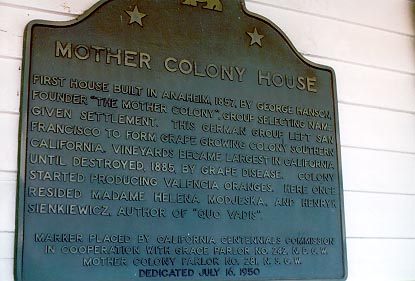 MOTHER COLONY HOUSE
FIRST HOUSE BUILT IN ANAHEIM, 1857, BY GEORGE HANSON,
FOUNDER "THE MOTHER COLONY", GROUP SELECTING NAME
GIVEN SETTLEMENT. THIS GERMAN GROUP LEFT SAN
FRANCISCO TO FORM GRAPE GROWING COLONY SOUTHERN
CALIFORNIA. VINEYARDS BECAME LARGEST IN CALIFORNIA
UNTIL DESTROYED, 1885, BY GRAPE DISEASE. COLONY
STARTED PRODUCING VALENCIA ORANGES. HERE ONCE
RESIDED MADAME HELENA MODJESKA, AND HENRYK
SIENKIEWICZ, AUTHOR OF "QUO VADIS".
MARKER PLACED BY CALIFORNIA CENTENNIALS COMMISSION
IN COOPERATION WITH GRACE PARLOR NO. 242, N. D. G. W.
MOTHER COLONY PARLOR NO. 281, N. S. G. W.
DEDICATED JULY 16, 1950